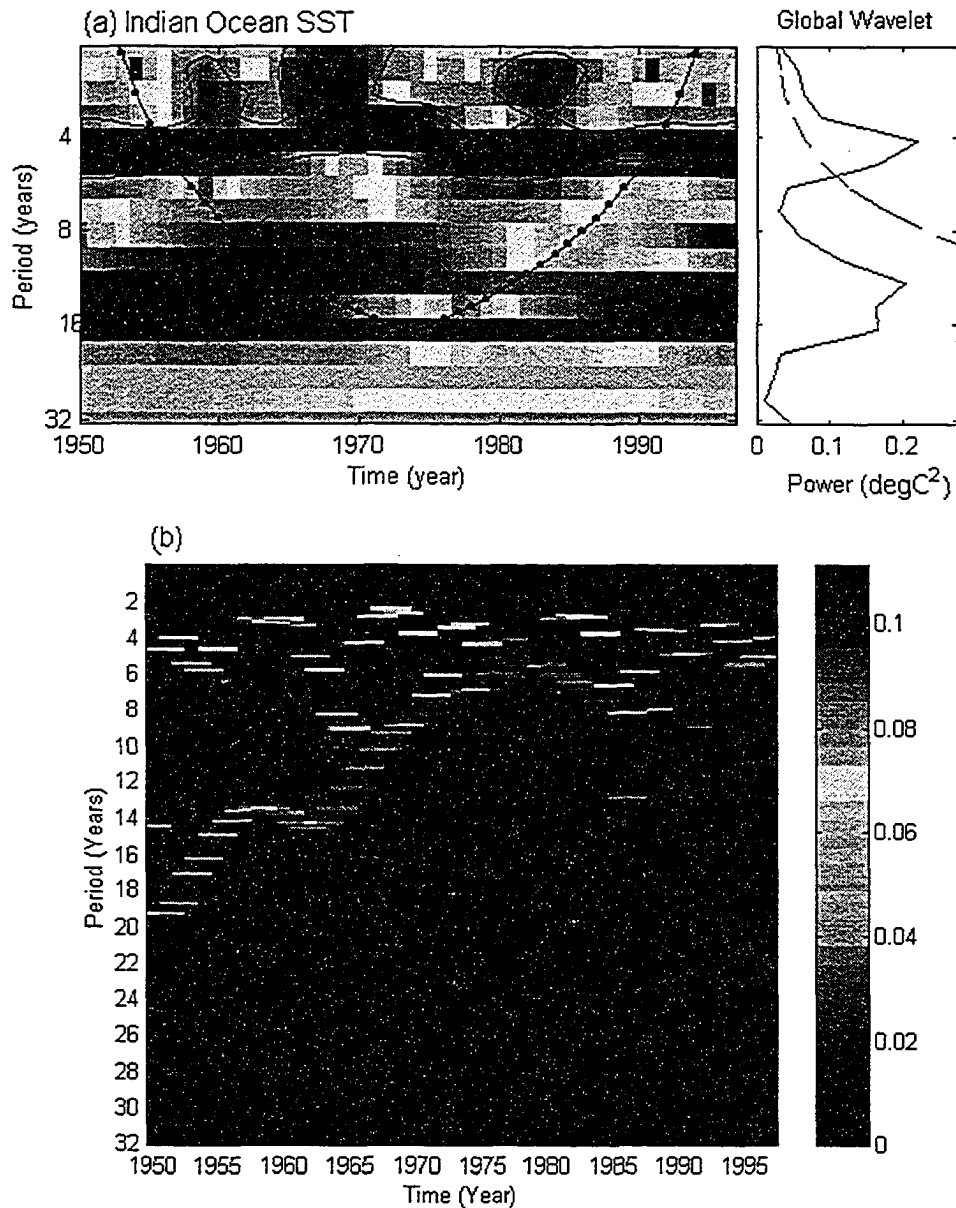 (a) Indian Ocean SST
Global Wavelet
4
8
16
32
Period (years)
1950 1960 1970 1980 1990
Time (year)
0 0.1 0.2
Power (degC²)
(b)
2
4
6
8
10
12
14
16
18
20
22
24
26
28
30
32
Period (Years)
1950 1955 1960 1965 1970 1975 1980 1985 1990 1995
Time (Year)
0.1
0.08
0.06
0.04
0.02
0